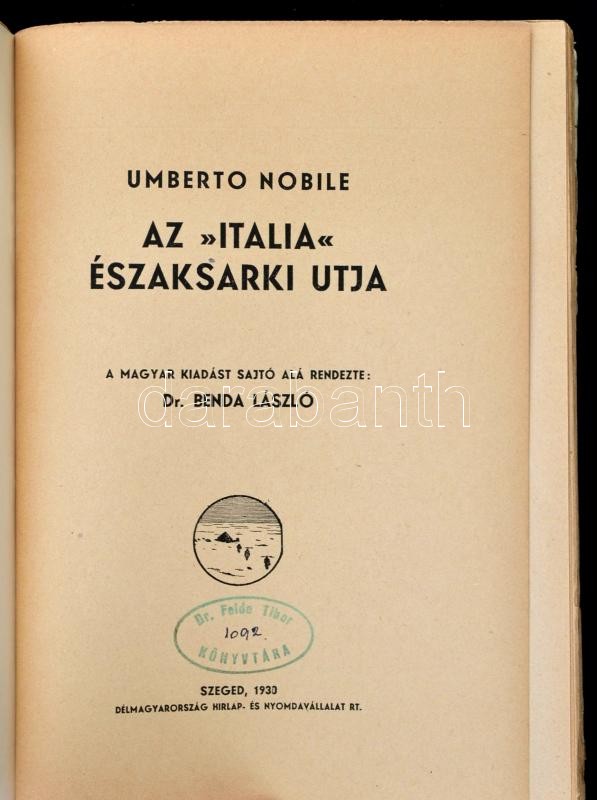 UMBERTO NOBILE
AZ »ITALIA«
ÉSZAKSARKI UTJA
A MAGYAR KIADÁST SAJTÓ ALÁ RENDEZTE:
Dr. BENDA LÁSZLÓ
darabanth
Dr. Felde Tibor
1092.
KÖNYVTÁRA
SZEGED, 1930
DÉLMAGYARORSZÁG HIRLAP- ÉS NYOMDAVÁLLALAT RT.